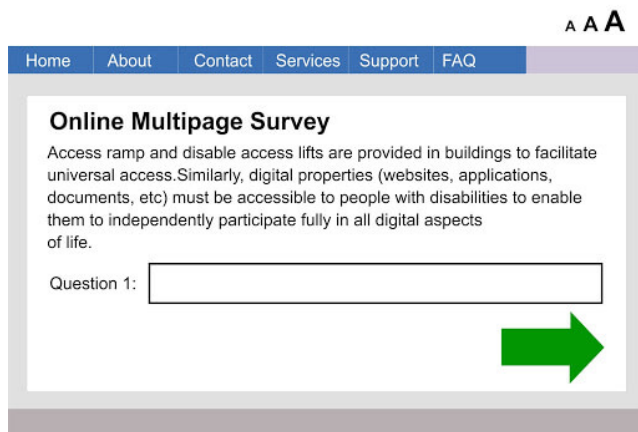 A A A
Home About Contact Services Support FAQ
Online Multipage Survey
Access ramp and disable access lifts are provided in buildings to facilitate
universal access.Similarly, digital properties (websites, applications,
documents, etc) must be accessible to people with disabilities to enable
them to independently participate fully in all digital aspects
of life.
Question 1: